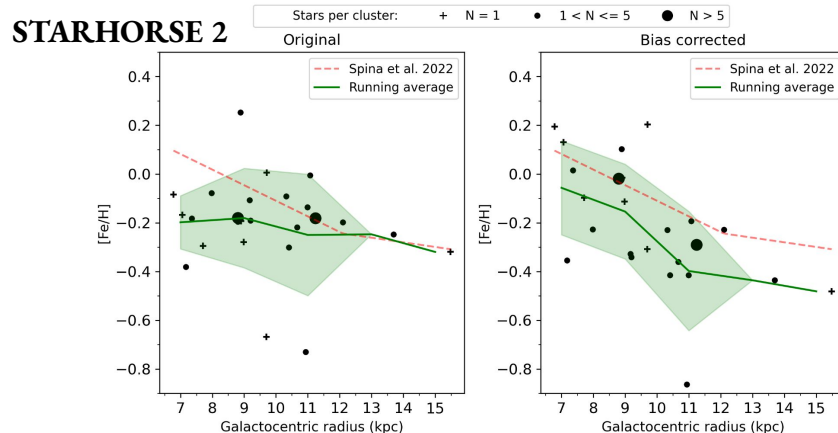 STARHORSE 2
Stars per cluster: N = 1 1 < N <= 5 N > 5
Original
Spina et al. 2022
Running average
0.4
0.2
0.0
−0.2
−0.4
−0.6
−0.8
[Fe/H]
7 8 9 10 11 12 13 14 15
Galactocentric radius (kpc)
Bias corrected
Spina et al. 2022
Running average
0.4
0.2
0.0
−0.2
−0.4
−0.6
−0.8
[Fe/H]
7 8 9 10 11 12 13 14 15
Galactocentric radius (kpc)